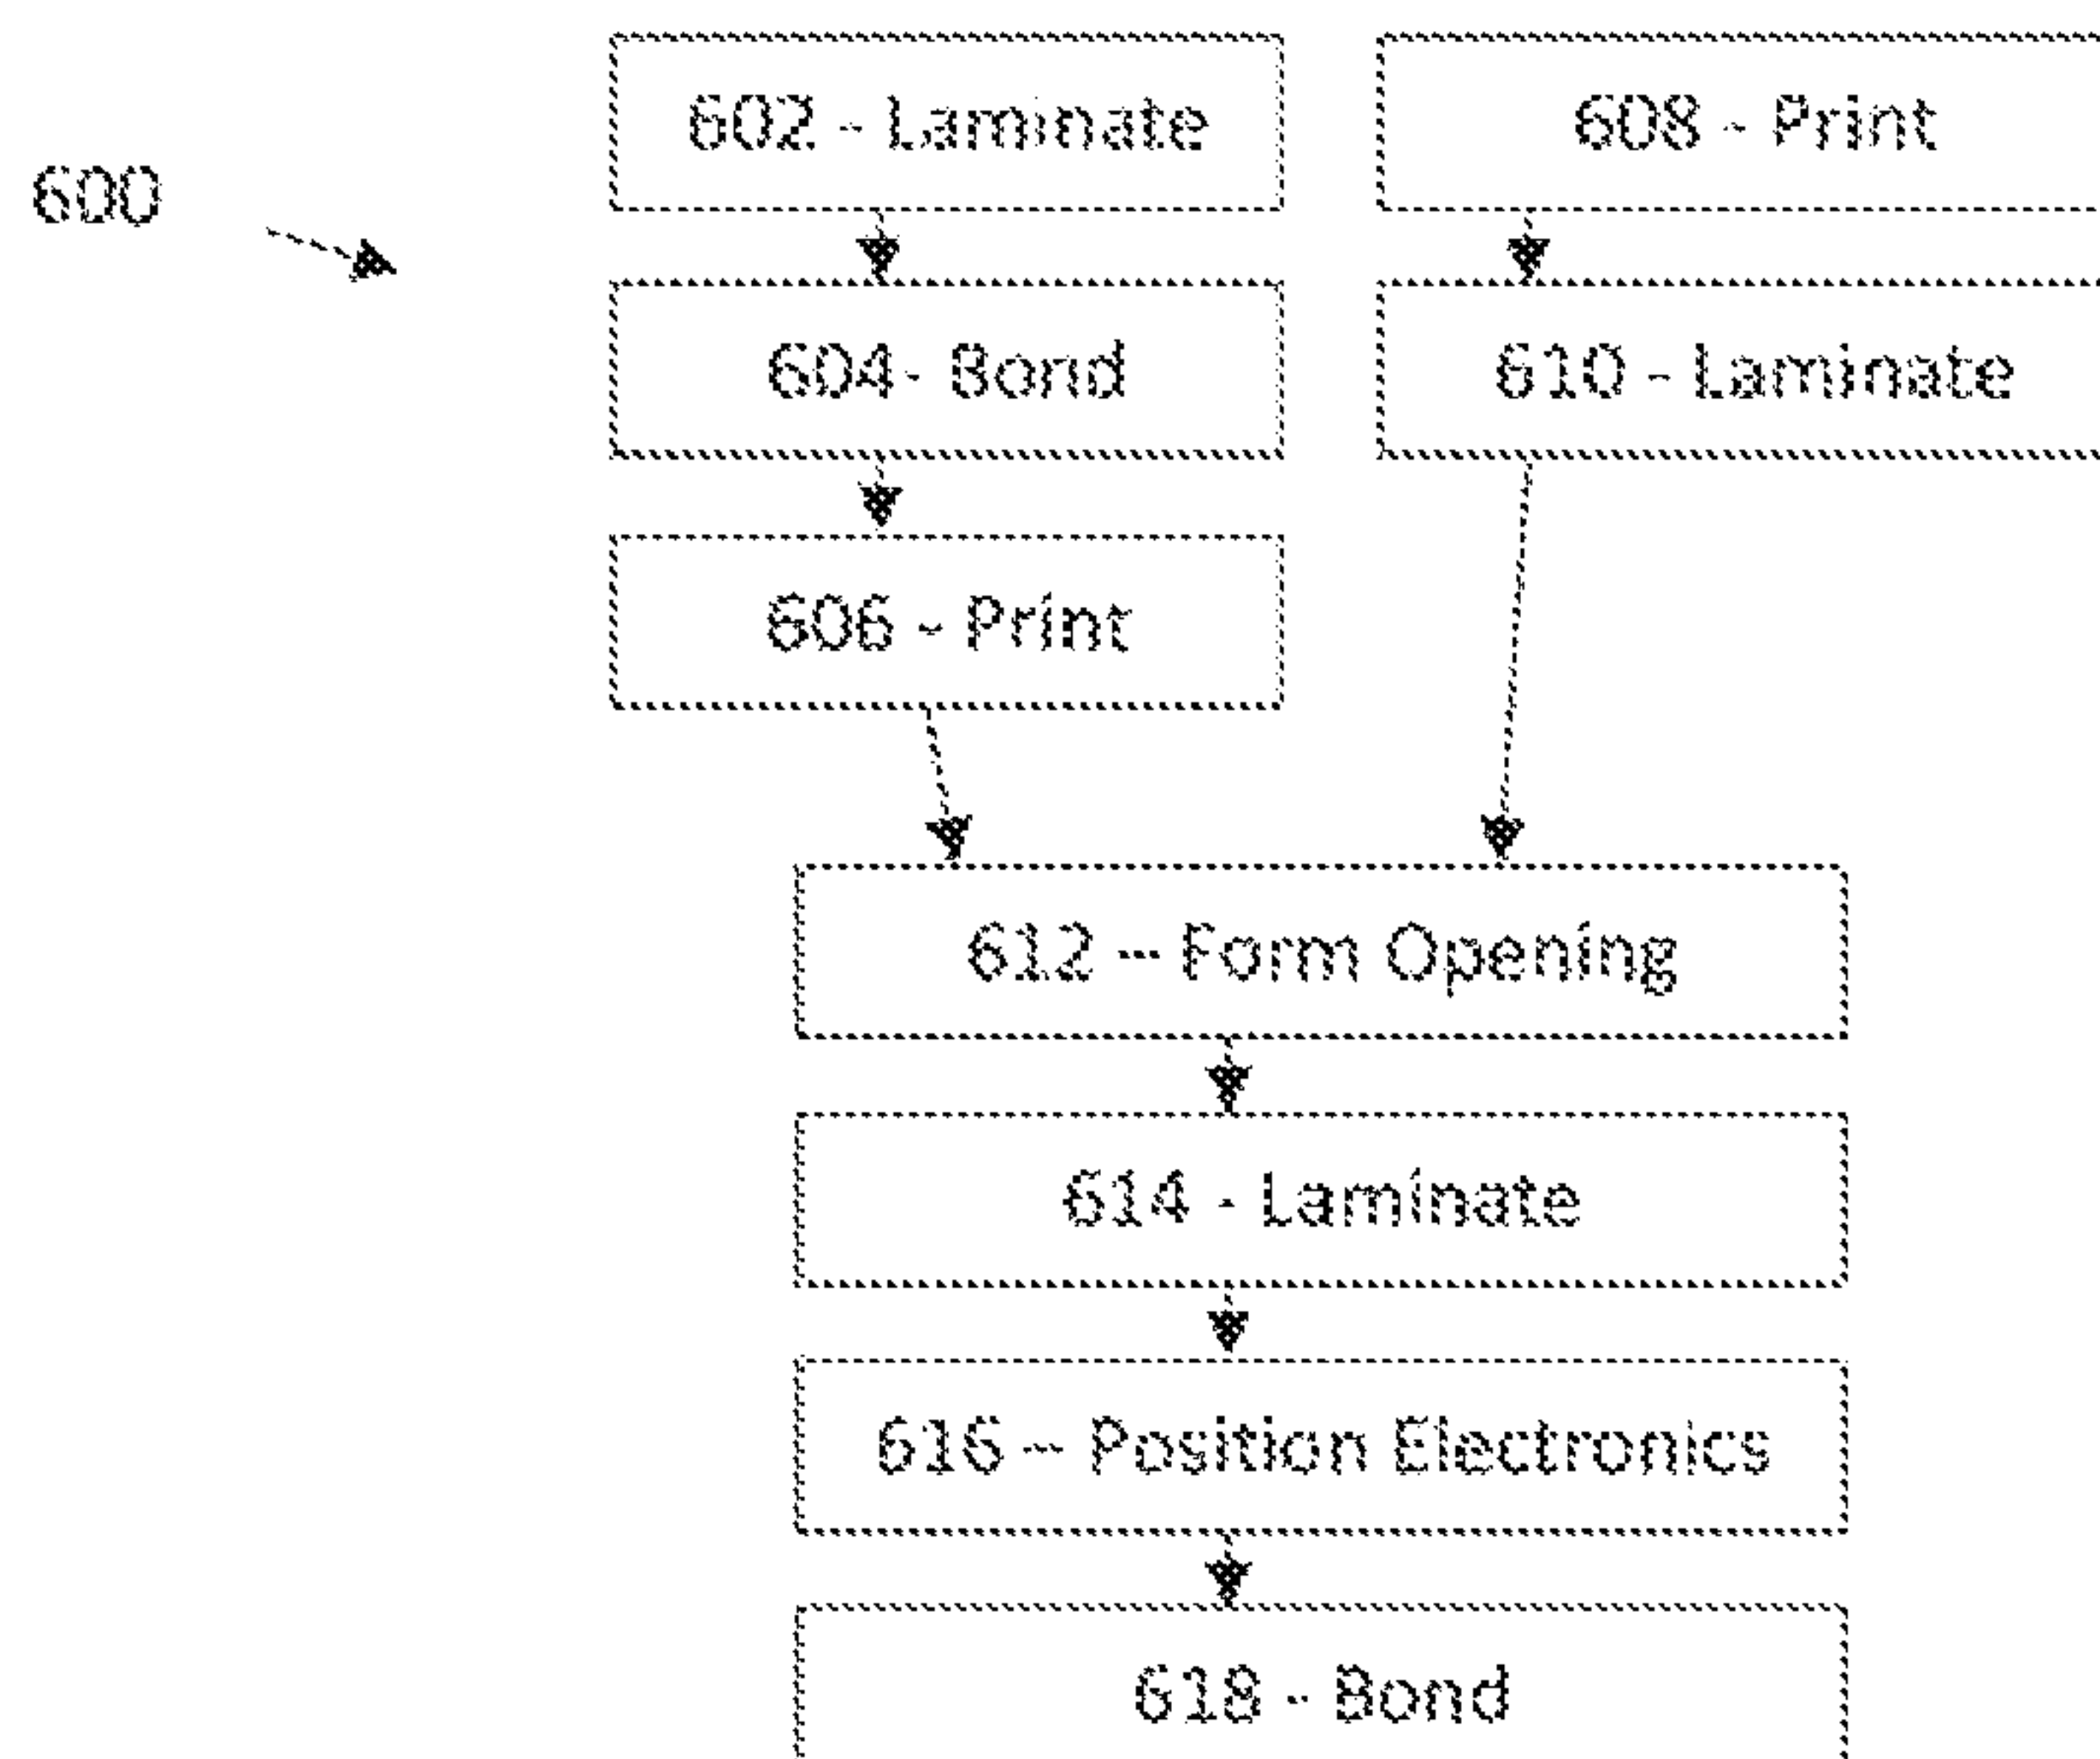 600
602 - Laminate
608 - Print
604 - Bond
610 - Laminate
606 - Print
612 -- Form Opening
614 - Laminate
616 -- Position Electronics
618 - Bond